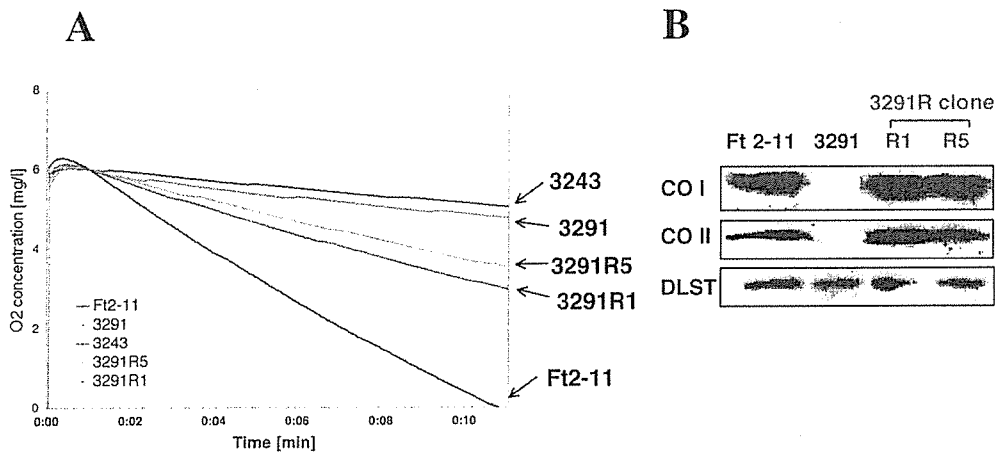 A
O2 concentration [mg/l]
8
6
4
2
0
0:00
0:02
0:04
0:06
0:08
0:10
Time [min]
Ft2-11
3291
3243
3291R5
3291R1
3243
3291
3291R5
3291R1
Ft2-11
B
3291R clone
Ft 2-11 3291 R1 R5
CO I
CO II
DLST